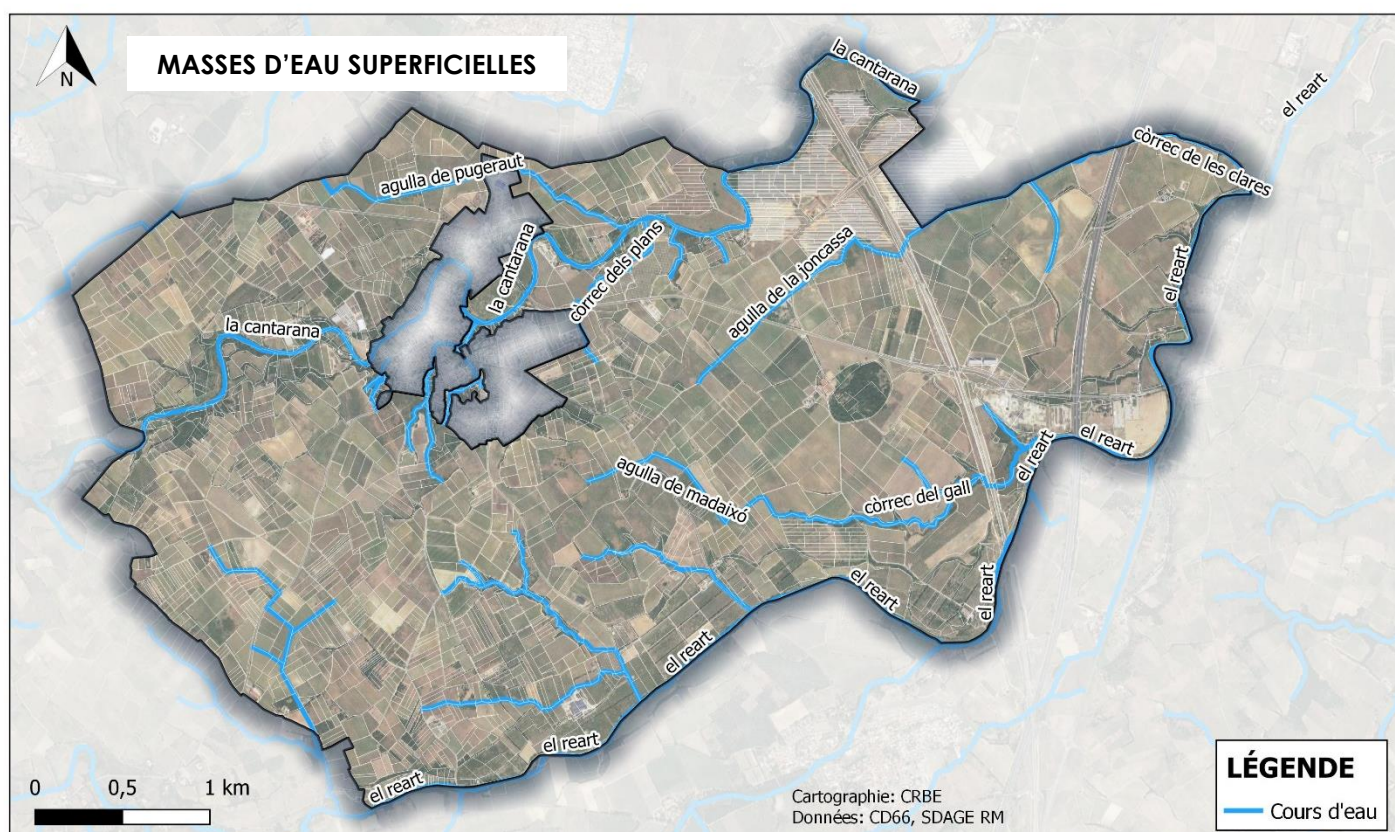 MASSES D'EAU SUPERFICIELLES
N
la cantarana
el reart
còrrec de les clares
agulla de pugeraut
la cantarana
còrrec dels plans
agulla de la joncassa
el reart
la cantarana
el reart
el reart
agulla de madaixó
còrrec del gall
el reart
el reart
el reart
el reart
el reart
0 0,5 1 km
Cartographie: CRBE
Données: CD66, SDAGE RM
LÉGENDE
Cours d'eau